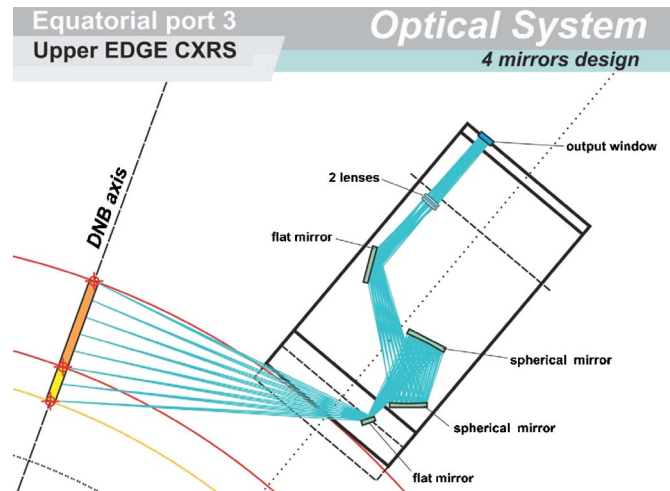 Equatorial port 3
Upper EDGE CXRS
Optical System
4 mirrors design
output window
2 lenses
DNB axis
flat mirror
spherical mirror
spherical mirror
flat mirror